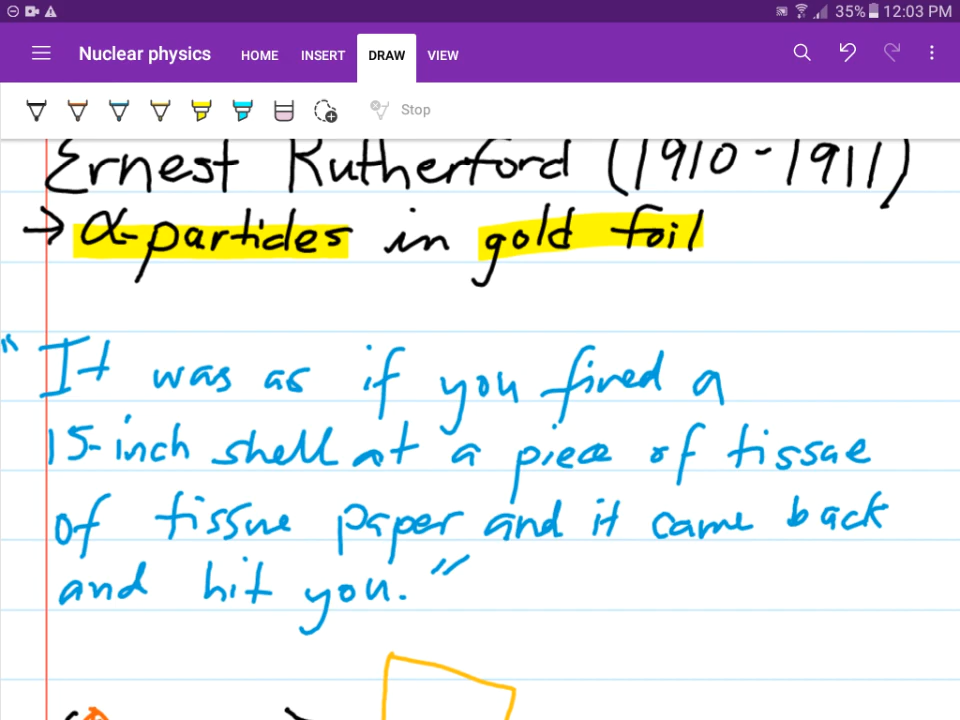 35% 12:03 PM
Nuclear physics HOME INSERT DRAW VIEW
Stop
Ernest Rutherford (1910-1911)
→ α-particles in gold foil
"It was as if you fired a
15-inch shell at a piece of tissue
of tissue paper and it came back
and hit you."